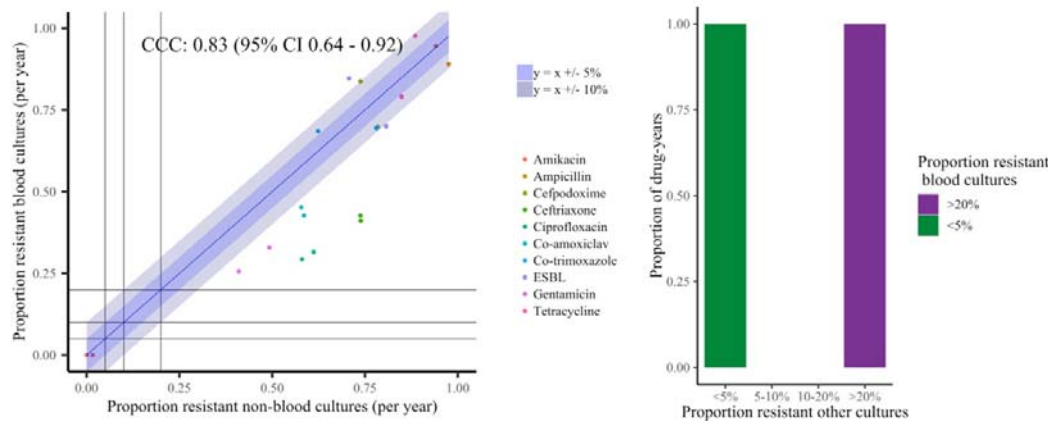 CCC: 0.83 (95% CI 0.64 - 0.92)
Proportion resistant blood cultures (per year)
1.00
0.75
0.50
0.25
0.00
0.00 0.25 0.50 0.75 1.00
Proportion resistant non-blood cultures (per year)
y = x +/- 5%
y = x +/- 10%
Amikacin
Ampicillin
Cefpodoxime
Ceftriaxone
Ciprofloxacin
Co-amoxiclav
Co-trimoxazole
ESBL
Gentamicin
Tetracycline
Proportion of drug-years
1.00
0.75
0.50
0.25
0.00
<5% 5-10% 10-20% >20%
Proportion resistant other cultures
Proportion resistant
blood cultures
>20%
<5%